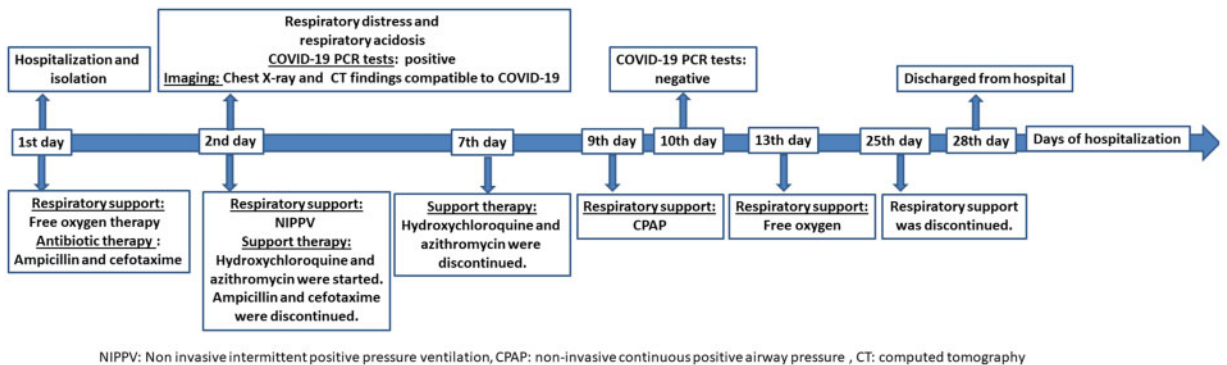 Hospitalization and
isolation
Respiratory distress and
respiratory acidosis
COVID-19 PCR tests: positive
Imaging: Chest X-ray and CT findings compatible to COVID-19
COVID-19 PCR tests:
negative
Discharged from hospital
1st day
2nd day
7th day
9th day
10th day
13th day
25th day
28th day
Days of hospitalization
Respiratory support:
Free oxygen therapy
Antibiotic therapy :
Ampicillin and cefotaxime
Respiratory support:
NIPPV
Support therapy:
Hydroxychloroquine and
azithromycin were started.
Ampicillin and cefotaxime
were discontinued.
Support therapy:
Hydroxychloroquine and
azithromycin were
discontinued.
Respiratory support:
CPAP
Respiratory support:
Free oxygen
Respiratory support
was discontinued.
NIPPV: Non invasive intermittent positive pressure ventilation, CPAP: non-invasive continuous positive airway pressure , CT: computed tomography